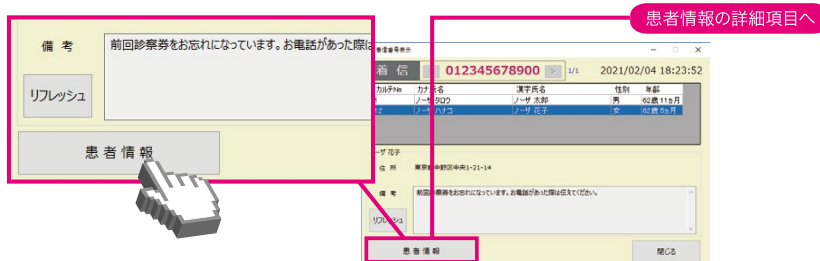 患者情報の詳細項目へ
備 考
前回診察券をお忘れになっています。お電話があった際は
リフレッシュ
患 者 情 報
者信番号表示
着 信
012345678900
1/1
2021/02/04 18:23:52
カルテNo カナ氏名 漢字氏名 性別 年齢
ノーザ タロウ ノーザ 太郎 男 62歳 11ヵ月
12 ノーザ ハナコ ノーザ 花子 女 62歳 5ヵ月
ーザ 花子
住 所 東京都中野区中央1-21-14
備 考 前回診察券をお忘れになっています。お電話があった際は伝えてください。
リフレッシュ
患 者 情 報
閉じる